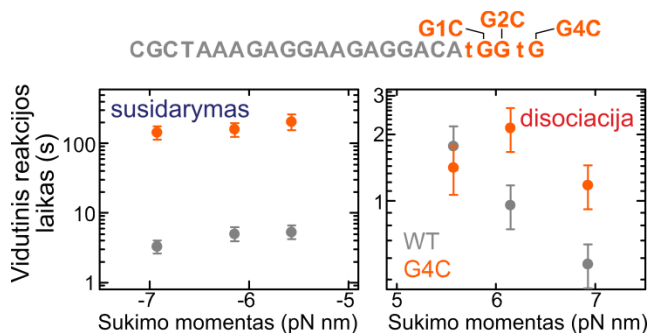 G1C G2C G4C
CGCTAAAGAGGAAGAGGACAtGGtG
susidarymas
disociacija
Vidutinis reakcijos
laikas (s)
100
10
1
3
2
1
WT
G4C
-7 -6 -5
5 6 7
Sukimo momentas (pN nm)
Sukimo momentas (pN nm)